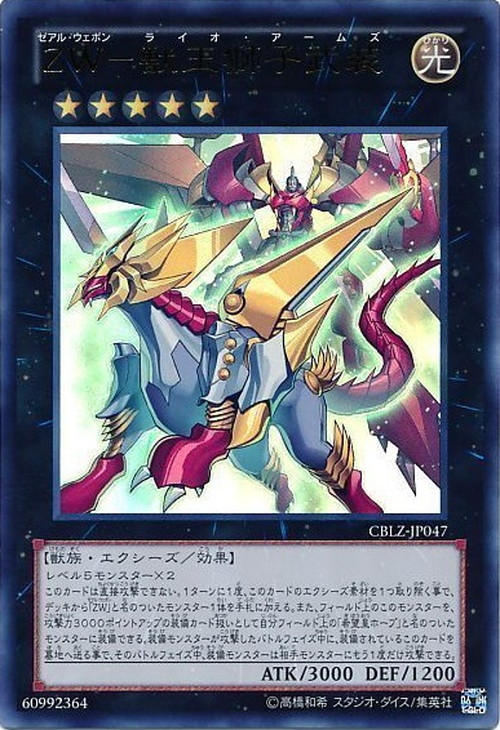 ゼアル・ウェポン ライオ・アームズ
ZW－獣王獅子武装
ひかり
光
CBLZ-JP047
【獣族・エクシーズ／効果】
レベル５モンスター×２
このカードは直接攻撃できない。１ターンに１度、このカードのエクシーズ素材を１つ取り除く事で、
デッキから「ZW」と名のついたモンスター１体を手札に加える。また、フィールド上のこのモンスターを、
攻撃力３０００ポイントアップの装備カード扱いとして自分フィールド上の「希望皇ホープ」と名のついた
モンスターに装備できる。装備モンスターが攻撃したバトルフェイズ中、装備されているこのカードを
墓地へ送る事で、そのバトルフェイズ中、装備モンスターは相手モンスターにもう１度だけ攻撃できる。
ATK/3000 DEF/1200
60992364
©高橋和希 スタジオ・ダイス/集英社